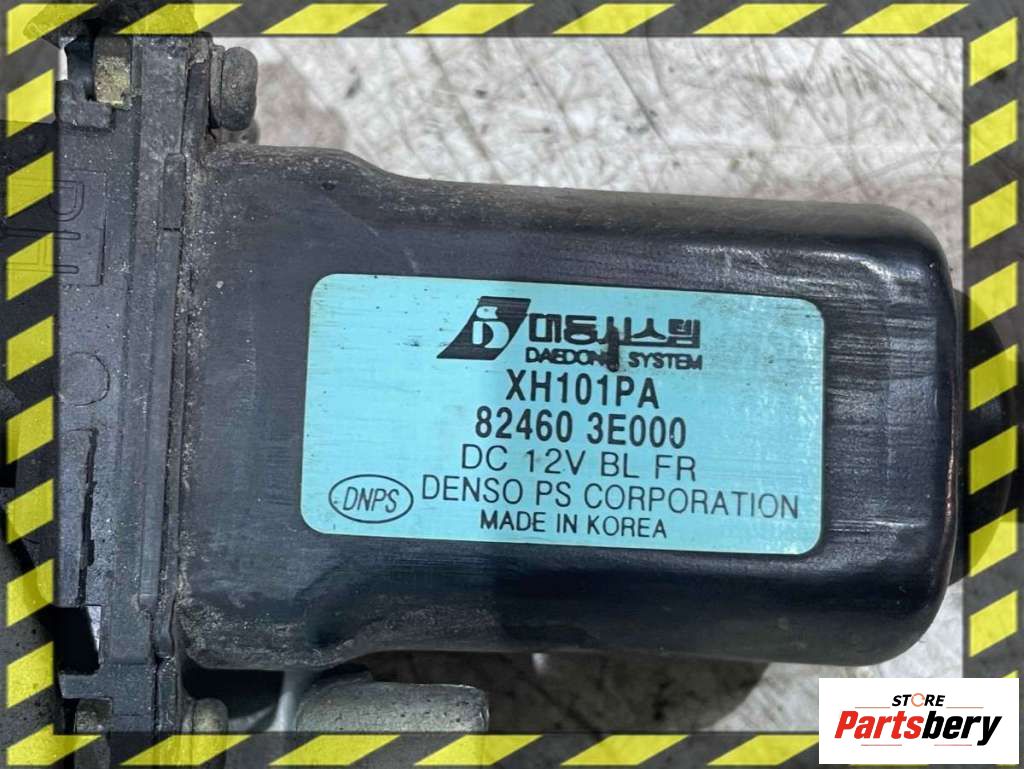 대동시스템
DAEDONG SYSTEM
XH101PA
82460 3E000
DC 12V BL FR
DNPS DENSO PS CORPORATION
MADE IN KOREA
STORE
Partsbery